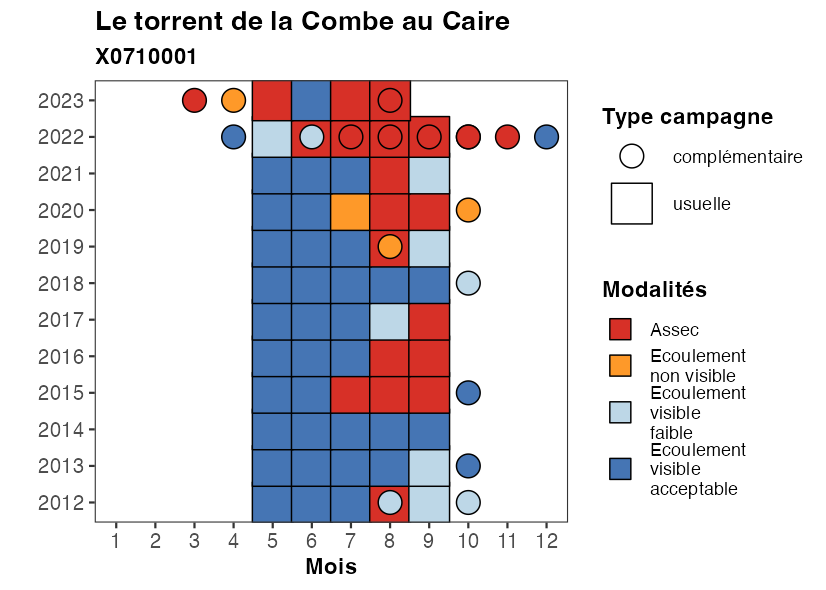 Le torrent de la Combe au Caire
X0710001
2023
2022
2021
2020
2019
2018
2017
2016
2015
2014
2013
2012
1 2 3 4 5 6 7 8 9 10 11 12
Mois
Type campagne
complémentaire
usuelle
Modalités
Assec
Ecoulement
non visible
Ecoulement
visible
faible
Ecoulement
visible
acceptable